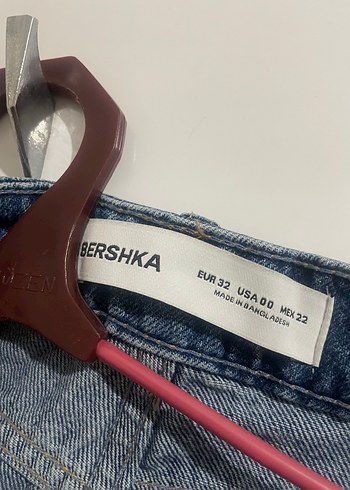 BERSHKA
EUR 32 USA 00 MEX 22
MADE IN BANGLADESH